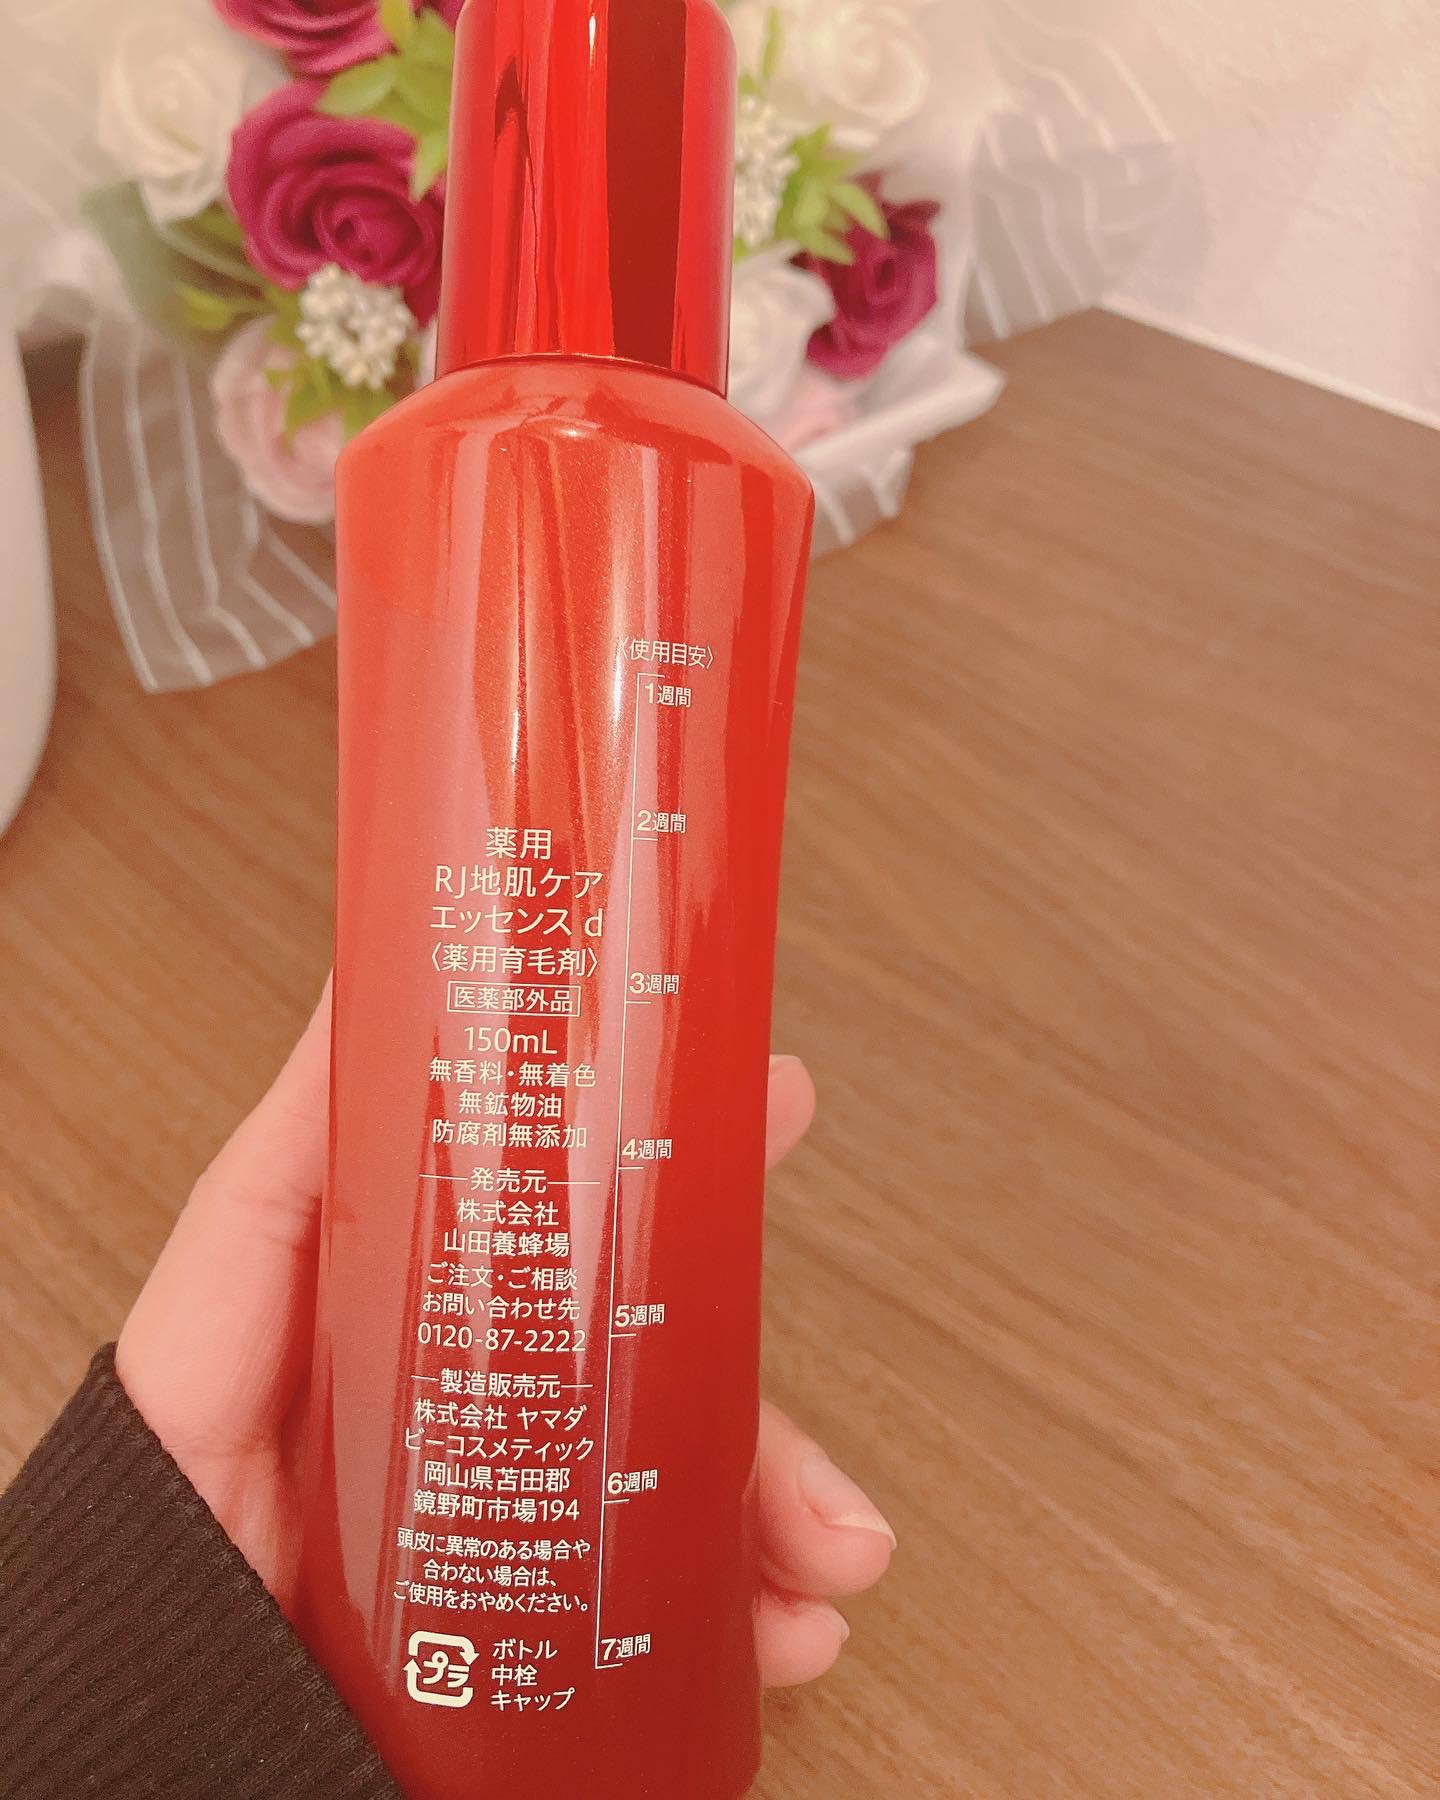 薬用
RJ地肌ケア
エッセンス d
〈薬用育毛剤〉
医薬部外品
150mL
無香料・無着色
無鉱物油
防腐剤無添加
発売元
株式会社
山田養蜂場
ご注文・ご相談
お問い合わせ先
0120-87-2222
製造販売元
株式会社 ヤマダ
ビーコスメティック
岡山県苫田郡
鏡野町市場194
頭皮に異常のある場合や
合わない場合は、
ご使用をおやめください。
プラ
ボトル
中栓
キャップ
〈使用目安〉
1週間
2週間
3週間
4週間
5週間
6週間
7週間